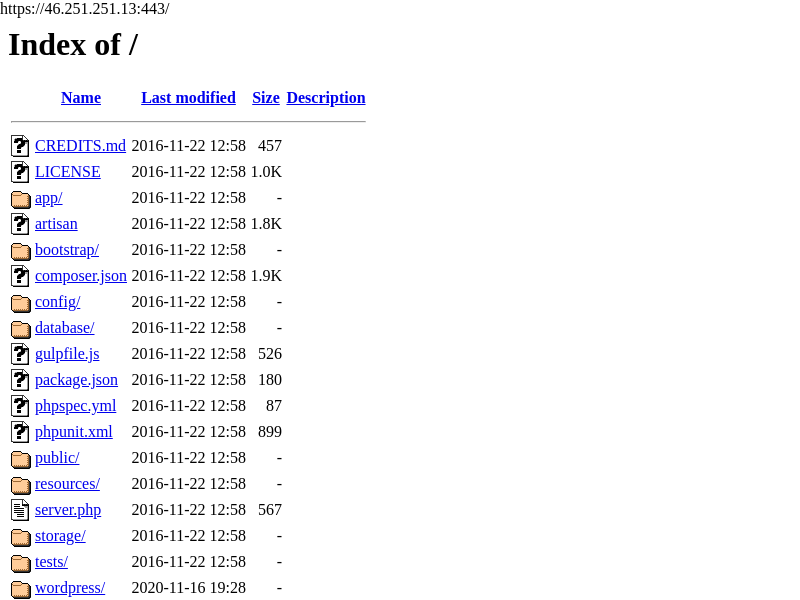 https://46.251.251.13:443/
Index of /
Name Last modified Size Description
CREDITS.md 2016-11-22 12:58 457
LICENSE 2016-11-22 12:58 1.0K
app/ 2016-11-22 12:58 -
artisan 2016-11-22 12:58 1.8K
bootstrap/ 2016-11-22 12:58 -
composer.json 2016-11-22 12:58 1.9K
config/ 2016-11-22 12:58 -
database/ 2016-11-22 12:58 -
gulpfile.js 2016-11-22 12:58 526
package.json 2016-11-22 12:58 180
phpspec.yml 2016-11-22 12:58 87
phpunit.xml 2016-11-22 12:58 899
public/ 2016-11-22 12:58 -
resources/ 2016-11-22 12:58 -
server.php 2016-11-22 12:58 567
storage/ 2016-11-22 12:58 -
tests/ 2016-11-22 12:58 -
wordpress/ 2020-11-16 19:28 -